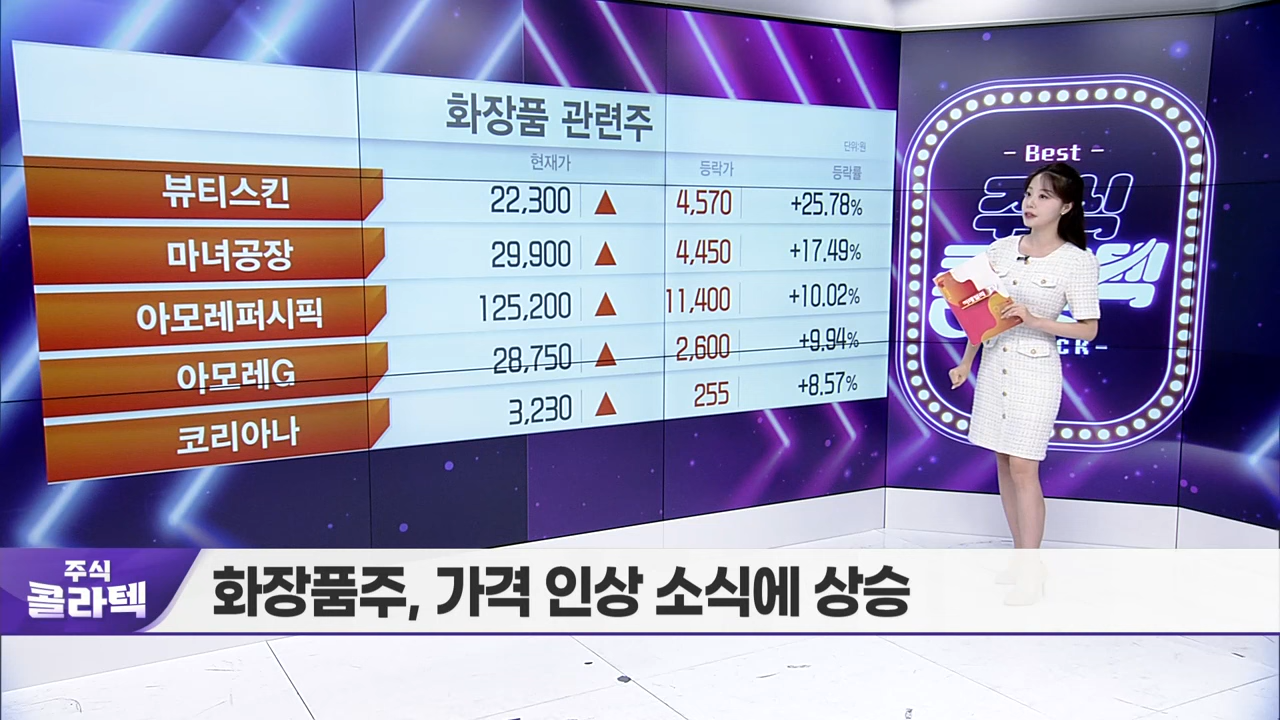 화장품 관련주
단위:원
현재가 등락가 등락률
뷰티스킨 22,300 ▲ 4,570 +25.78%
마녀공장 29,900 ▲ 4,450 +17.49%
아모레퍼시픽 125,200 ▲ 11,400 +10.02%
아모레G 28,750 ▲ 2,600 +9.94%
코리아나 3,230 ▲ 255 +8.57%
- Best -
주식
텍
CK-
주식
콜라텍
화장품주, 가격 인상 소식에 상승